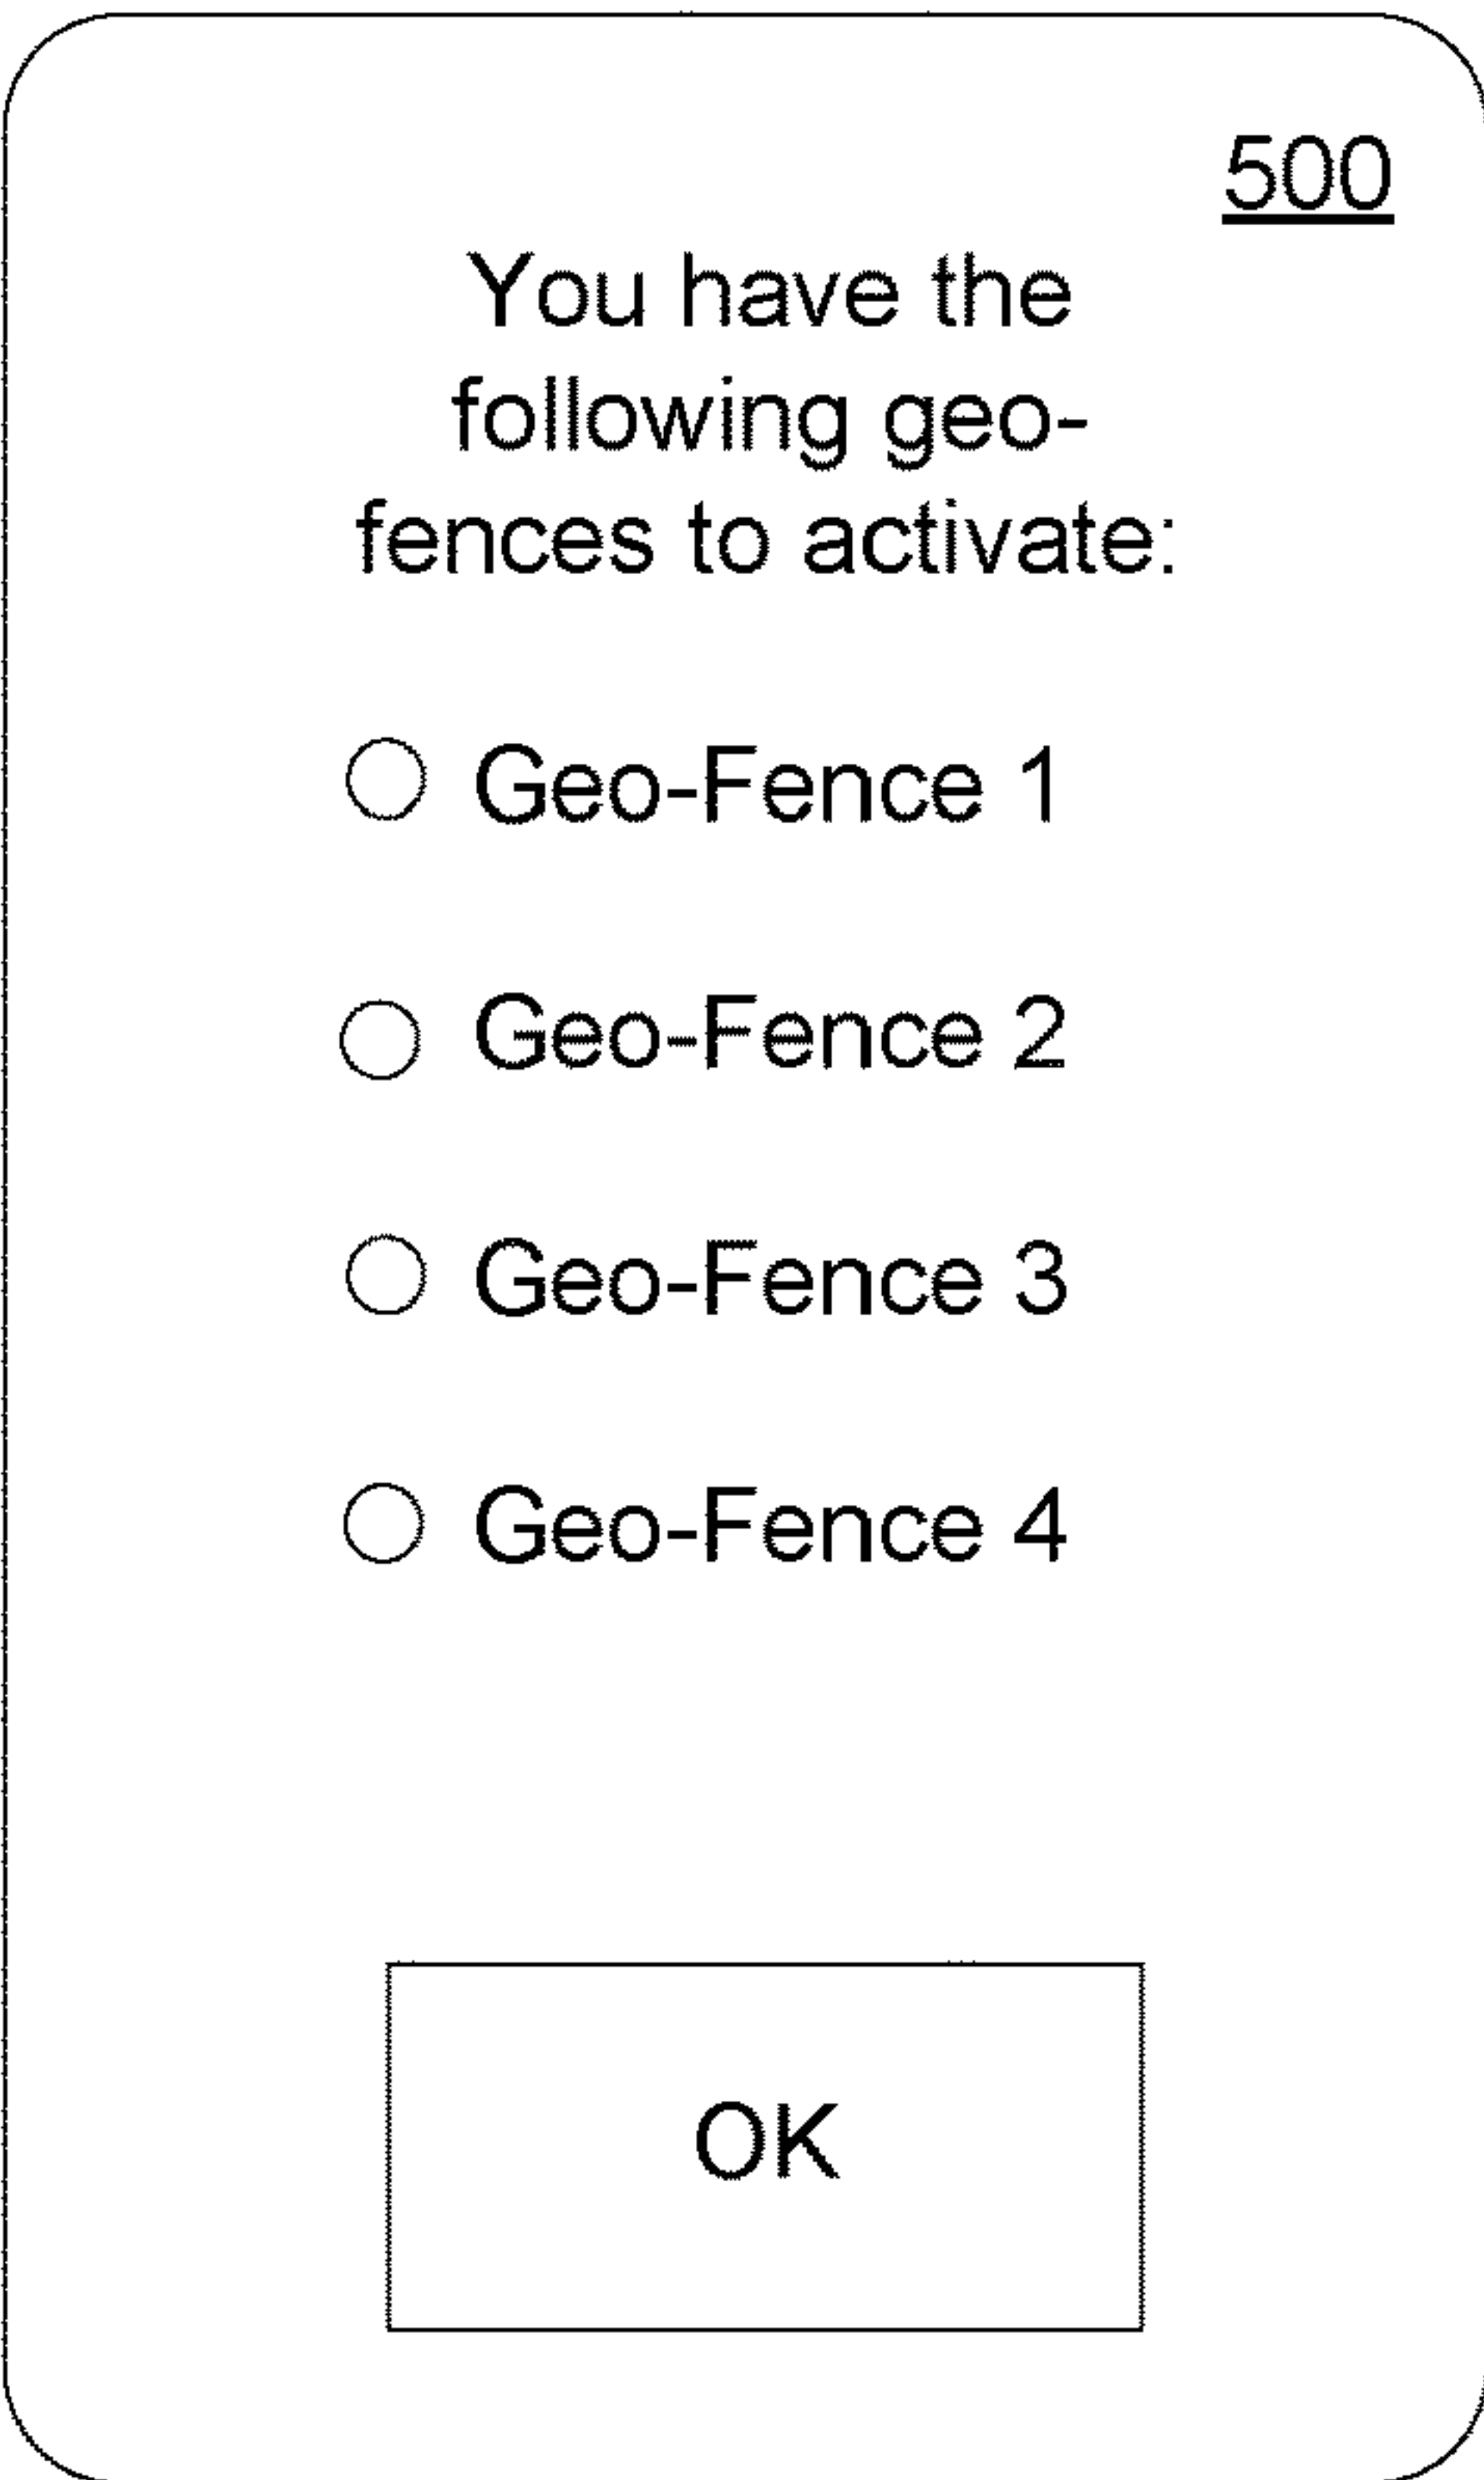 500
You have the
following geo-
fences to activate:
Geo-Fence 1
Geo-Fence 2
Geo-Fence 3
Geo-Fence 4
OK